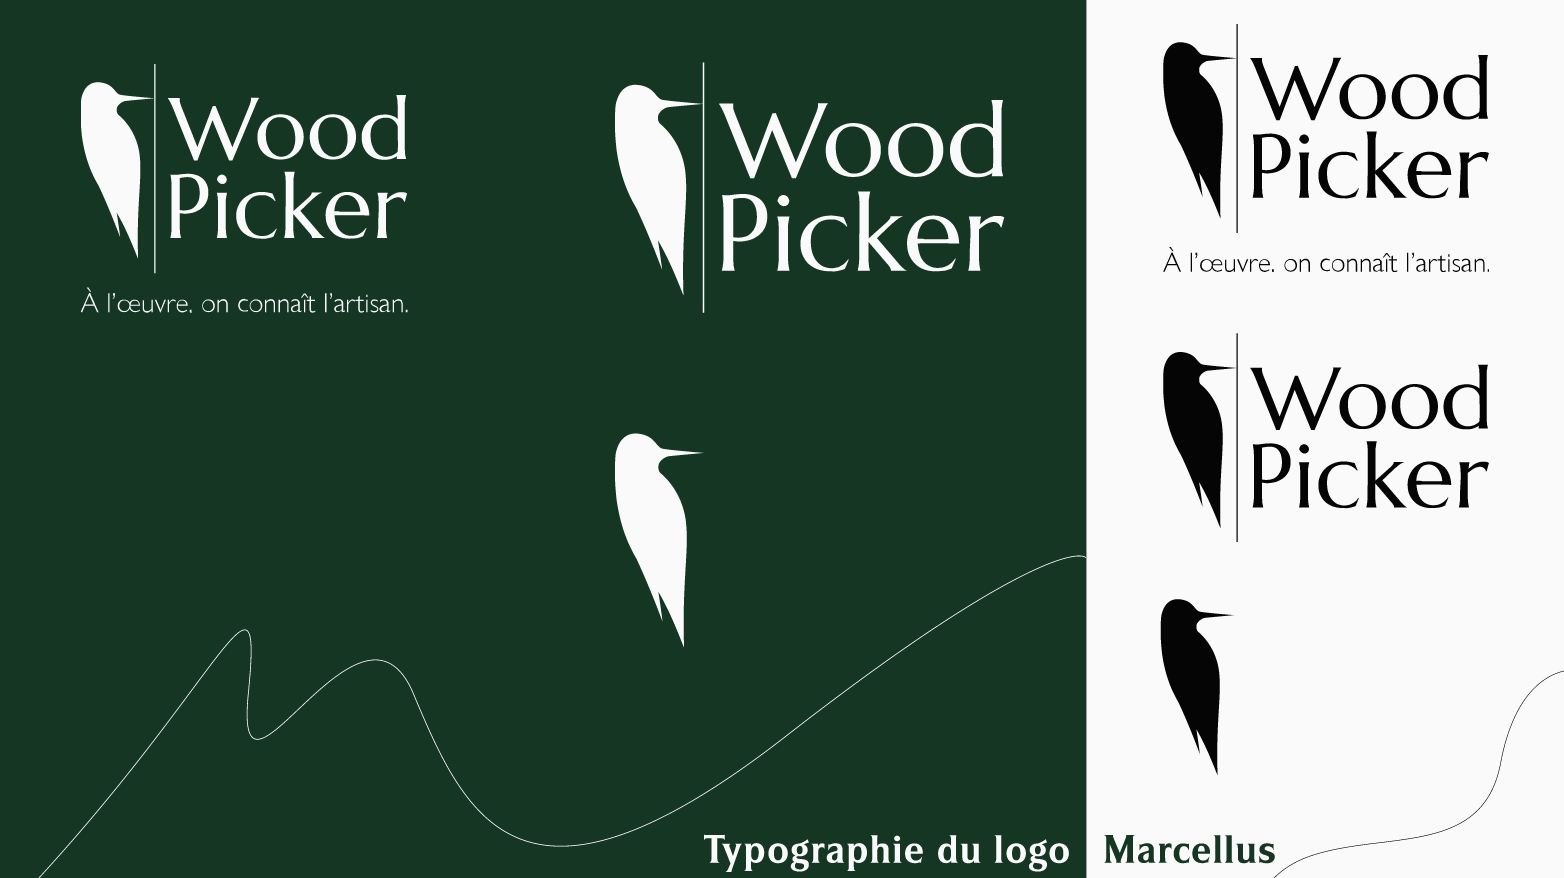 Wood
Picker
À l'œuvre, on connaît l'artisan.
Wood
Picker
Wood
Picker
À l'œuvre, on connaît l'artisan.
Wood
Picker
Typographie du logo
Marcellus